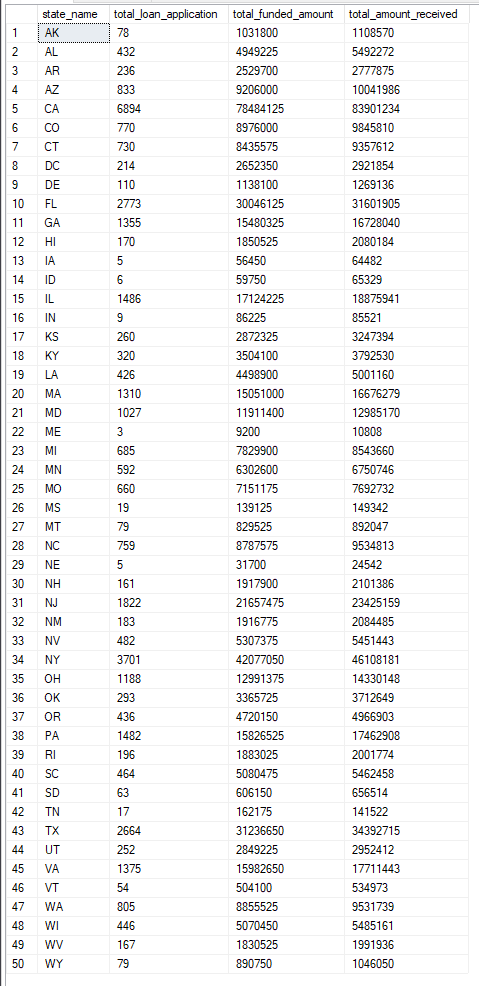 state_name total_loan_application total_funded_amount total_amount_received
1 AK 78 1031800 1108570
2 AL 432 4949225 5492272
3 AR 236 2529700 2777875
4 AZ 833 9206000 10041986
5 CA 6894 78484125 83901234
6 CO 770 8976000 9845810
7 CT 730 8435575 9357612
8 DC 214 2652350 2921854
9 DE 110 1138100 1269136
10 FL 2773 30046125 31601905
11 GA 1355 15480325 16728040
12 HI 170 1850525 2080184
13 IA 5 56450 64482
14 ID 6 59750 65329
15 IL 1486 17124225 18875941
16 IN 9 86225 85521
17 KS 260 2872325 3247394
18 KY 320 3504100 3792530
19 LA 426 4498900 5001160
20 MA 1310 15051000 16676279
21 MD 1027 11911400 12985170
22 ME 3 9200 10808
23 MI 685 7829900 8543660
24 MN 592 6302600 6750746
25 MO 660 7151175 7692732
26 MS 19 139125 149342
27 MT 79 829525 892047
28 NC 759 8787575 9534813
29 NE 5 31700 24542
30 NH 161 1917900 2101386
31 NJ 1822 21657475 23425159
32 NM 183 1916775 2084485
33 NV 482 5307375 5451443
34 NY 3701 42077050 46108181
35 OH 1188 12991375 14330148
36 OK 293 3365725 3712649
37 OR 436 4720150 4966903
38 PA 1482 15826525 17462908
39 RI 196 1883025 2001774
40 SC 464 5080475 5462458
41 SD 63 606150 656514
42 TN 17 162175 141522
43 TX 2664 31236650 34392715
44 UT 252 2849225 2952412
45 VA 1375 15982650 17711443
46 VT 54 504100 534973
47 WA 805 8855525 9531739
48 WI 446 5070450 5485161
49 WV 167 1830525 1991936
50 WY 79 890750 1046050